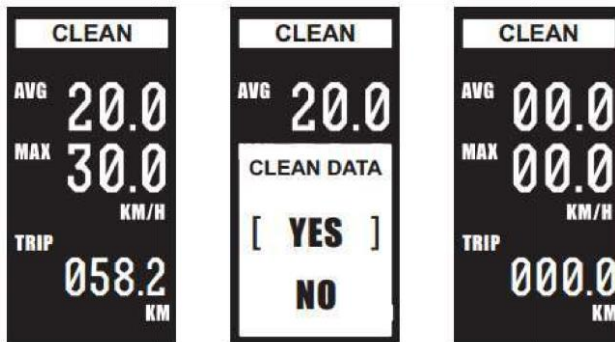 CLEAN
AVG 20.0
MAX 30.0
KM/H
TRIP
058.2
KM
CLEAN
AVG 20.0
CLEAN DATA
[ YES ]
NO
CLEAN
AVG 00.0
MAX 00.0
KM/H
TRIP
000.0
KM